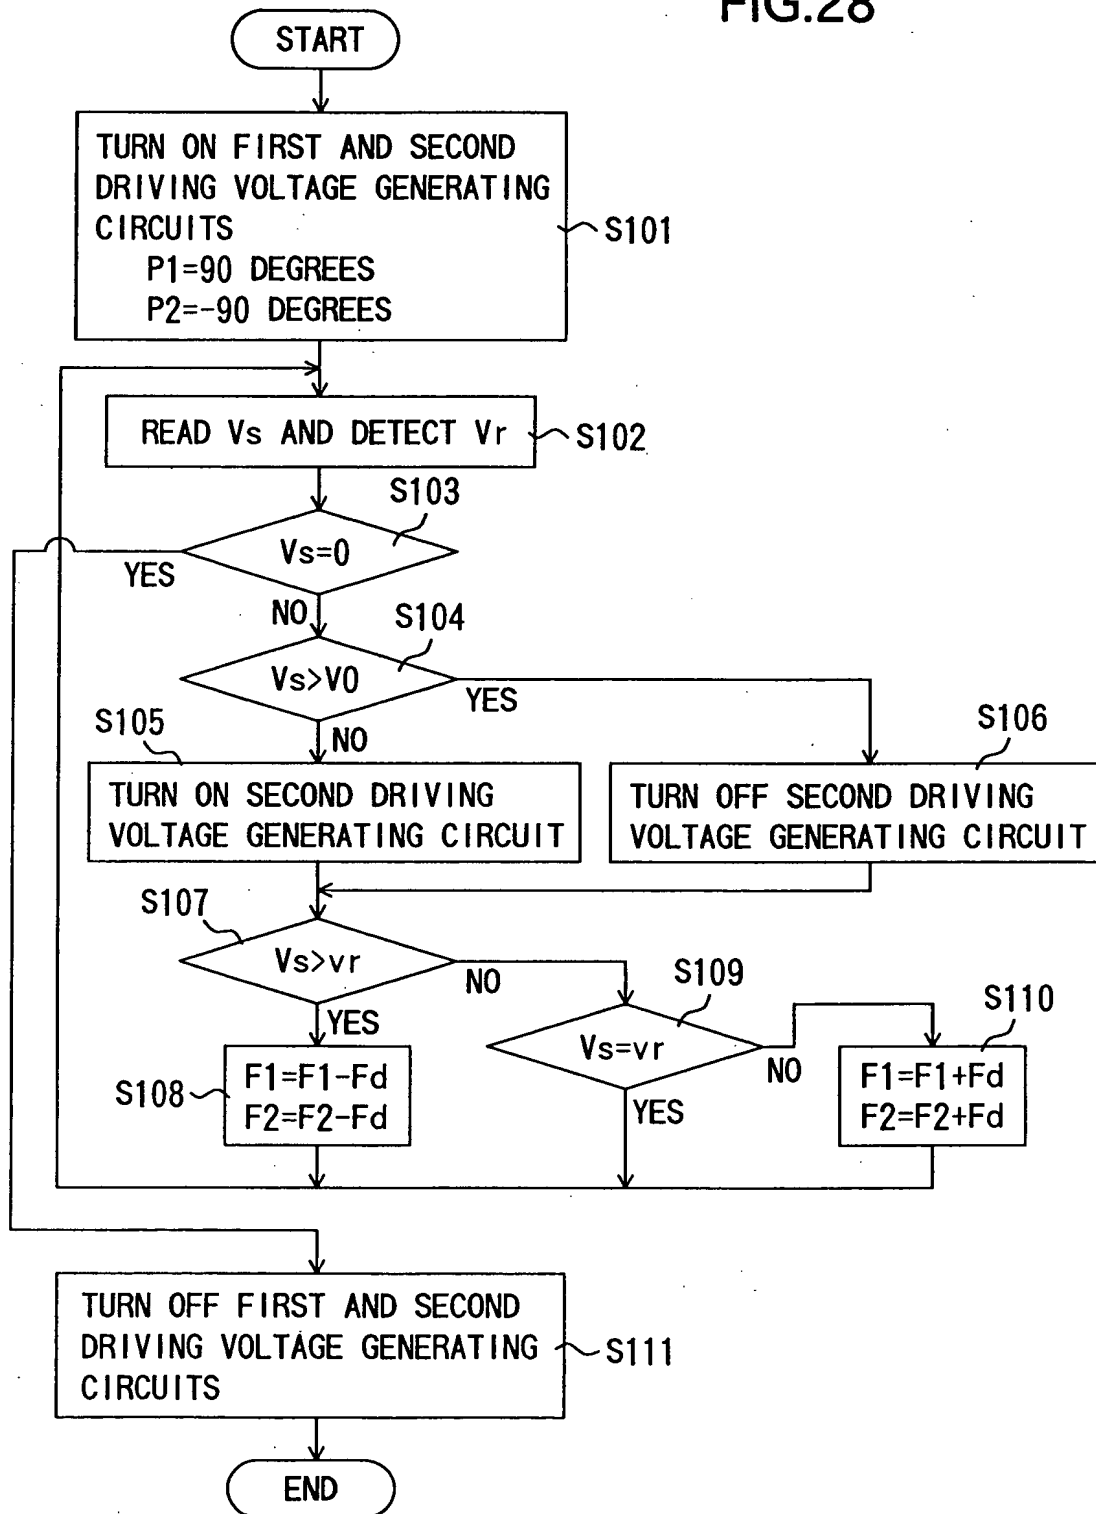 FIG.28
START
TURN ON FIRST AND SECOND
DRIVING VOLTAGE GENERATING
CIRCUITS
P1=90 DEGREES
P2=-90 DEGREES
S101
READ Vs AND DETECT Vr
S102
S103
Vs=0
YES
NO
S104
Vs>V0
YES
NO
S105
TURN ON SECOND DRIVING
VOLTAGE GENERATING CIRCUIT
S106
TURN OFF SECOND DRIVING
VOLTAGE GENERATING CIRCUIT
S107
Vs>vr
NO
YES
S108
F1=F1-Fd
F2=F2-Fd
S109
Vs=vr
NO
YES
S110
F1=F1+Fd
F2=F2+Fd
TURN OFF FIRST AND SECOND
DRIVING VOLTAGE GENERATING
CIRCUITS
S111
END